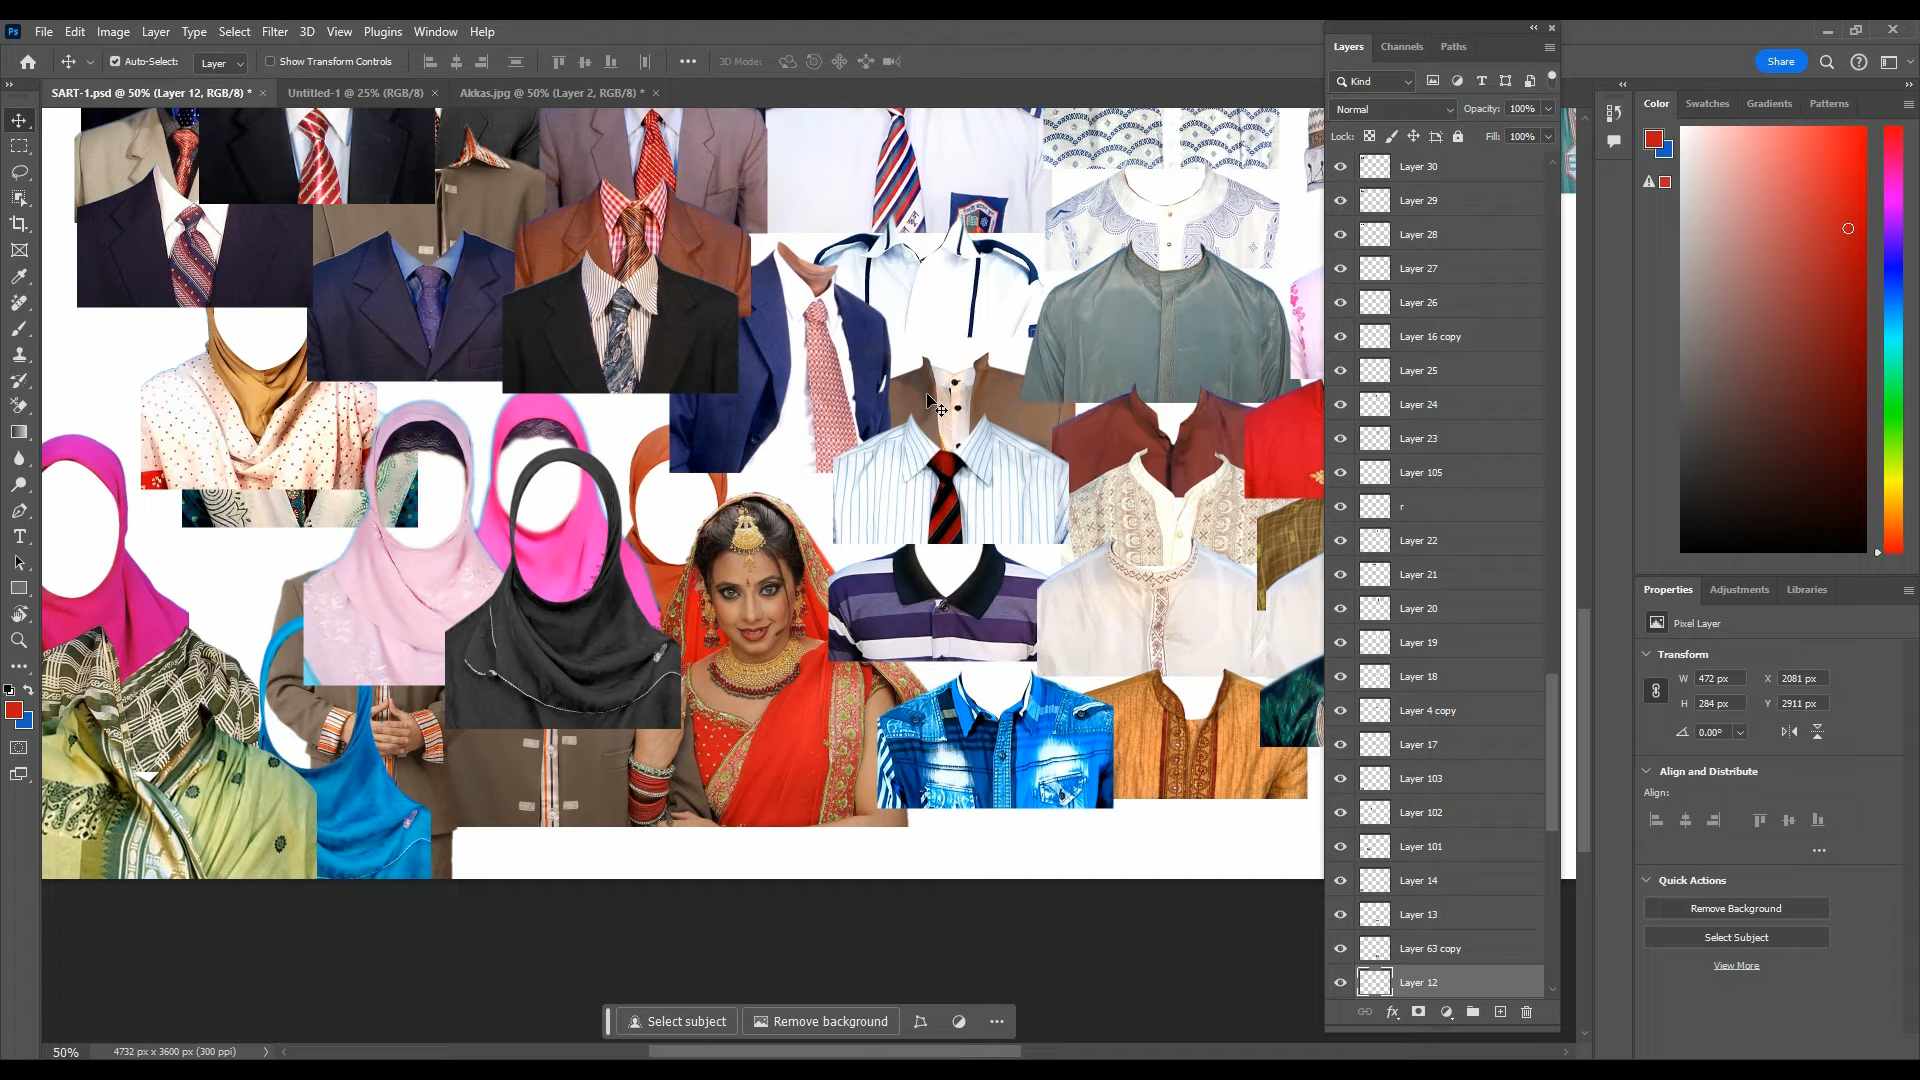 Ps File Edit Image Layer Type Select Filter 3D View Plugins Window Help
Auto-Select: Layer Show Transform Controls 3D Mode: Share
SART-1.psd @ 50% (Layer 12, RGB/8) * Untitled-1 @ 25% (RGB/8) Akkas.jpg @ 50% (Layer 2, RGB/8) *
Layers Channels Paths
Kind
Normal Opacity: 100%
Lock: Fill: 100%
Layer 30
Layer 29
Layer 28
Layer 27
Layer 26
Layer 16 copy
Layer 25
Layer 24
Layer 23
Layer 105
r
Layer 22
Layer 21
Layer 20
Layer 19
Layer 18
Layer 4 copy
Layer 17
Layer 103
Layer 102
Layer 101
Layer 14
Layer 13
Layer 63 copy
Layer 12
fx
Color Swatches Gradients Patterns
Properties Adjustments Libraries
Pixel Layer
Transform
W 472 px X 2081 px
H 284 px Y 2911 px
0.00°
Align and Distribute
Align:
Quick Actions
Remove Background
Select Subject
View More
Select subject Remove background
50% 4732 px x 3600 px (300 ppi)